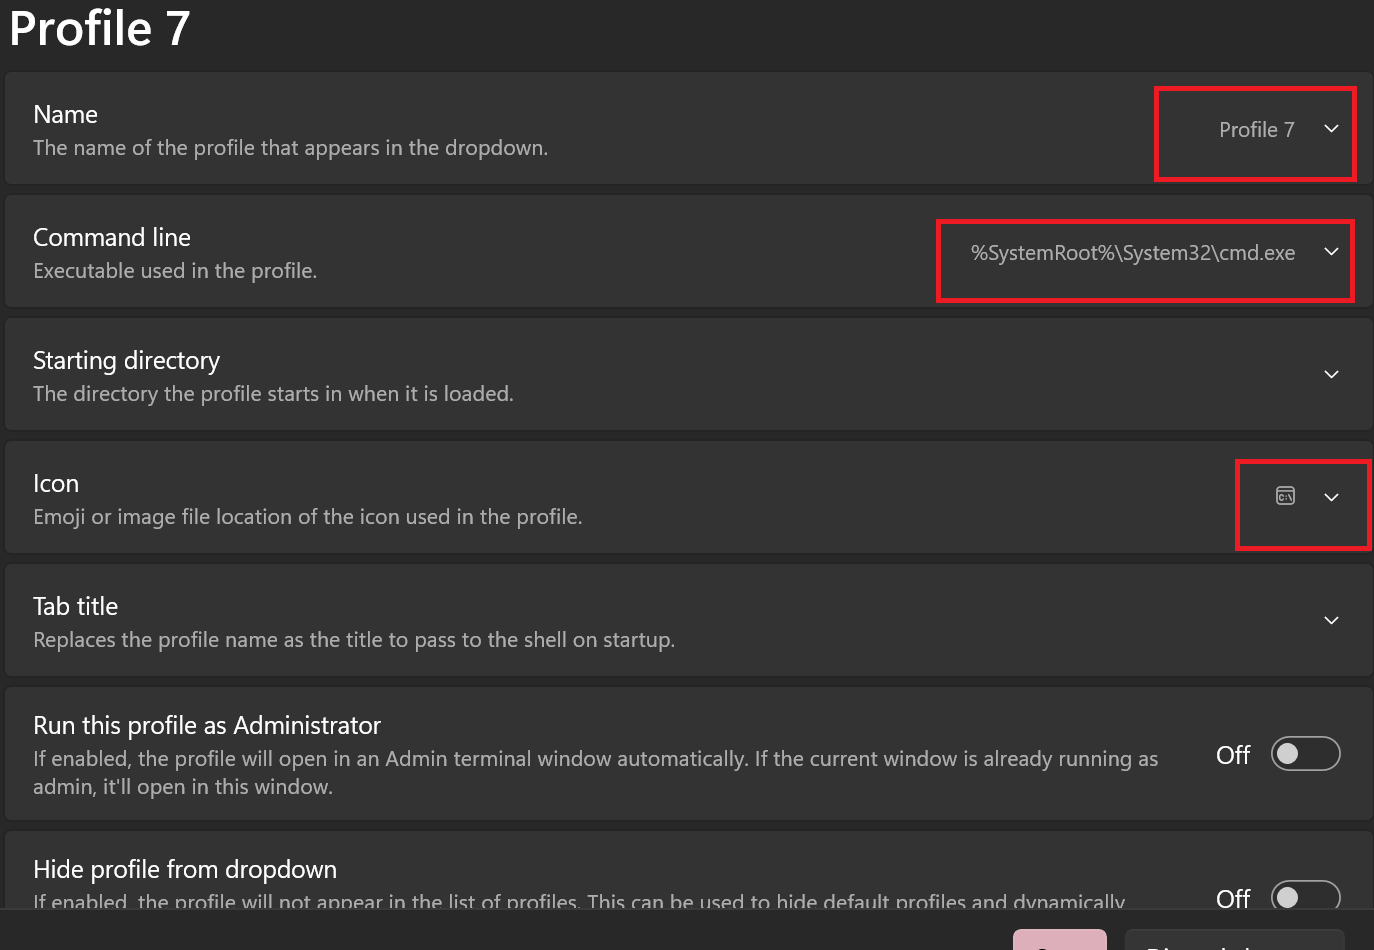 Profile 7
Name
The name of the profile that appears in the dropdown.
Profile 7
Command line
Executable used in the profile.
%SystemRoot%\System32\cmd.exe
Starting directory
The directory the profile starts in when it is loaded.
Icon
Emoji or image file location of the icon used in the profile.
C:\
Tab title
Replaces the profile name as the title to pass to the shell on startup.
Run this profile as Administrator
If enabled, the profile will open in an Admin terminal window automatically. If the current window is already running as
admin, it'll open in this window.
Off
Hide profile from dropdown
If enabled, the profile will not appear in the list of profiles. This can be used to hide default profiles and dynamically
Off